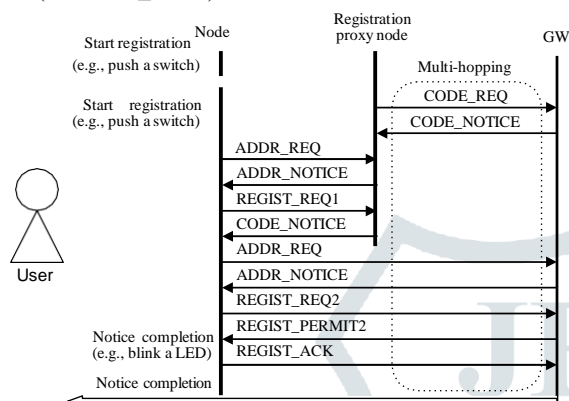 Node
Registration
proxy node
GW
Start registration
(e.g., push a switch)
Multi-hopping
CODE_REQ
Start registration
(e.g., push a switch)
CODE_NOTICE
ADDR_REQ
ADDR_NOTICE
REGIST_REQ1
CODE_NOTICE
ADDR_REQ
User
ADDR_NOTICE
REGIST_REQ2
REGIST_PERMIT2
Notice completion
(e.g., blink a LED)
REGIST_ACK
Notice completion